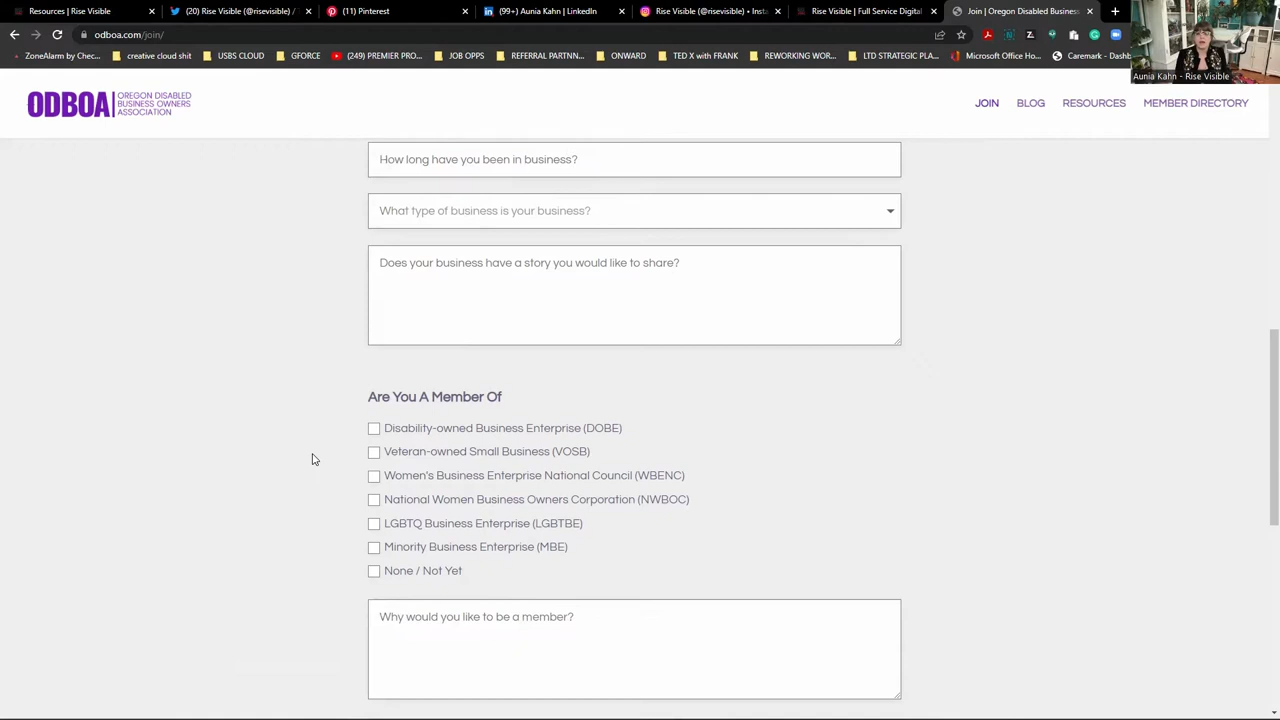 Resources | Rise Visible
(20) Rise Visible (@risevisible) / T
(11) Pinterest
(99+) Aunia Kahn | LinkedIn
Rise Visible (@risevisible) • Ins
Rise Visible | Full Service Digital
Join | Oregon Disabled Business
odboa.com/join/
ZoneAlarm by Chec...
creative cloud shit
USBS CLOUD
GFORCE
(249) PREMIER PRO...
JOB OPPS
REFERRAL PARTNN...
ONWARD
TED X with FRANK
REWORKING WORK...
LTD STRATEGIC PLA...
Microsoft Office Ho...
Caremark - Dashb
Aunia Kahn - Rise Visible
ODBOA
OREGON DISABLED
BUSINESS OWNERS
ASSOCIATION
JOIN
BLOG
RESOURCES
MEMBER DIRECTORY
How long have you been in business?
What type of business is your business?
Does your business have a story you would like to share?
Are You A Member Of
Disability-owned Business Enterprise (DOBE)
Veteran-owned Small Business (VOSB)
Women's Business Enterprise National Council (WBENC)
National Women Business Owners Corporation (NWBOC)
LGBTQ Business Enterprise (LGBTBE)
Minority Business Enterprise (MBE)
None / Not Yet
Why would you like to be a member?